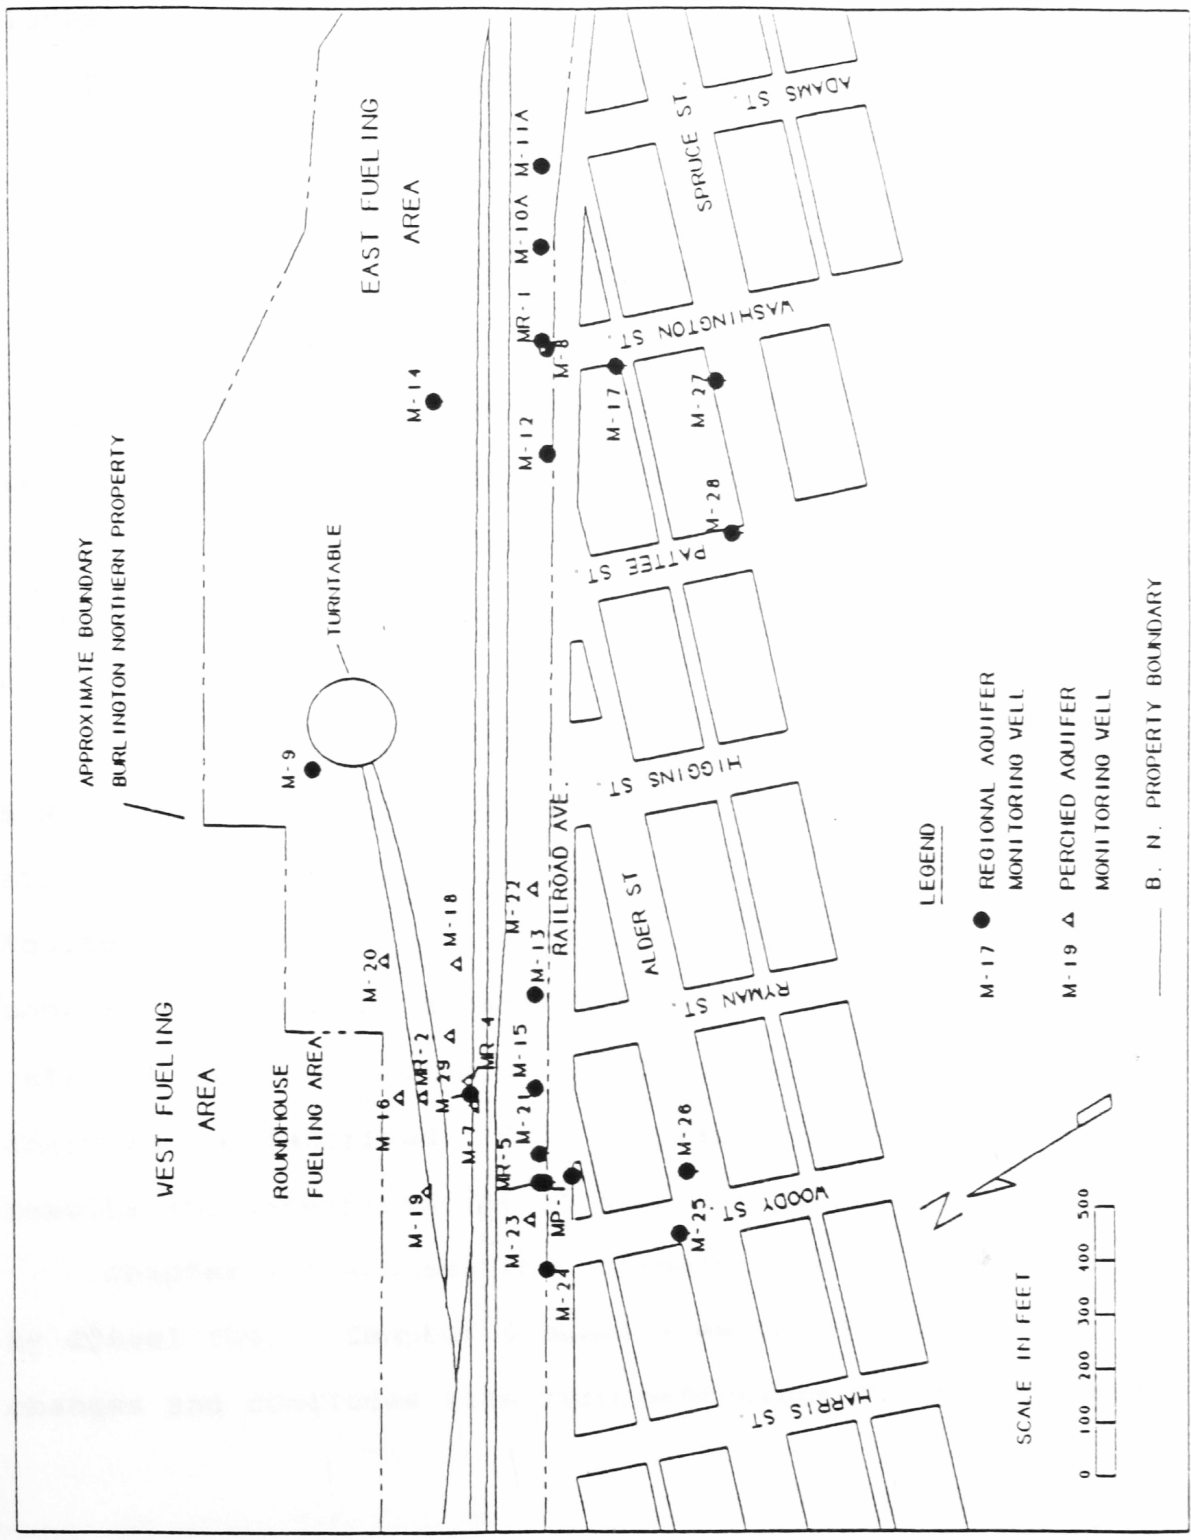 APPROXIMATE BOUNDARY
BURLINGTON NORTHERN PROPERTY
TURNTABLE
EAST FUELING
AREA
WEST FUELING
AREA
ROUNDHOUSE
FUELING AREA
M-9
M-14
M-20
M-18
M-16
MR-2
M-29
MR-4
M-7
M-19
M-22
M-13
M-15
M-21
MR-5
M-23
MP-1
M-24
M-12
MR-1
M-8
M-10A
M-11A
M-17
M-27
M-28
M-26
M-25
RAILROAD AVE.
ALDER ST
SPRUCE ST.
HARRIS ST.
WOODY ST.
RYMAN ST.
HIGGINS ST.
PATTEE ST.
WASHINGTON ST.
ADAMS ST.
N
SCALE IN FEET
0 100 200 300 400 500
LEGEND
M-17 REGIONAL AQUIFER
MONITORING WELL
M-19 PERCHED AQUIFER
MONITORING WELL
B. N. PROPERTY BOUNDARY